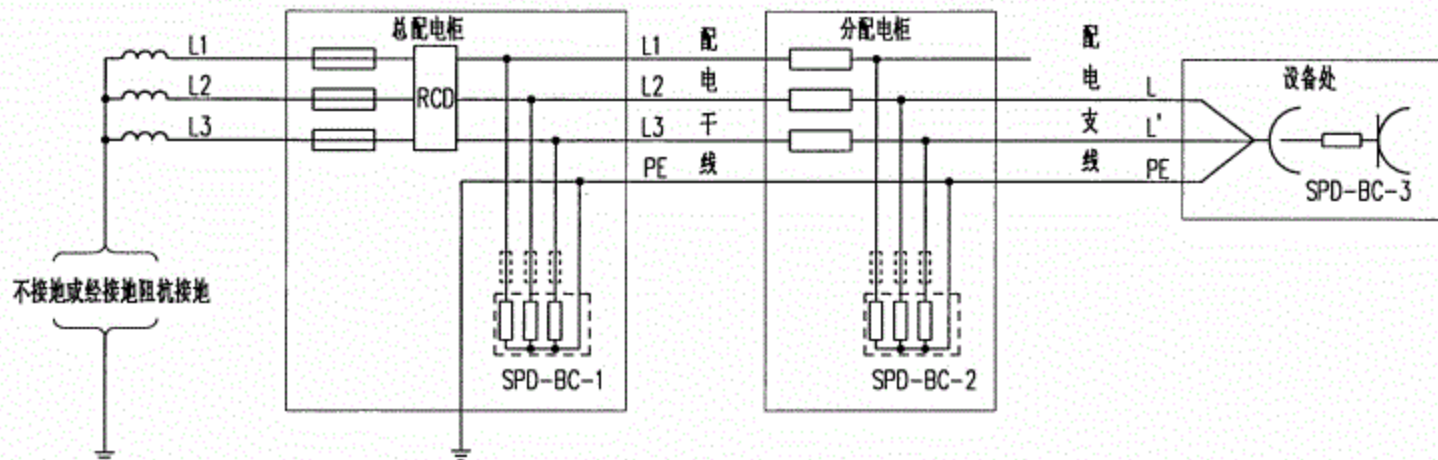 总配电柜
分配电柜
设备处
L1
L2
L3
RCD
L1
L2
L3
PE
配
电
干
线
配
电
支
线
L
L'
PE
SPD-BC-3
不接地或经接地阻抗接地
SPD-BC-1
SPD-BC-2